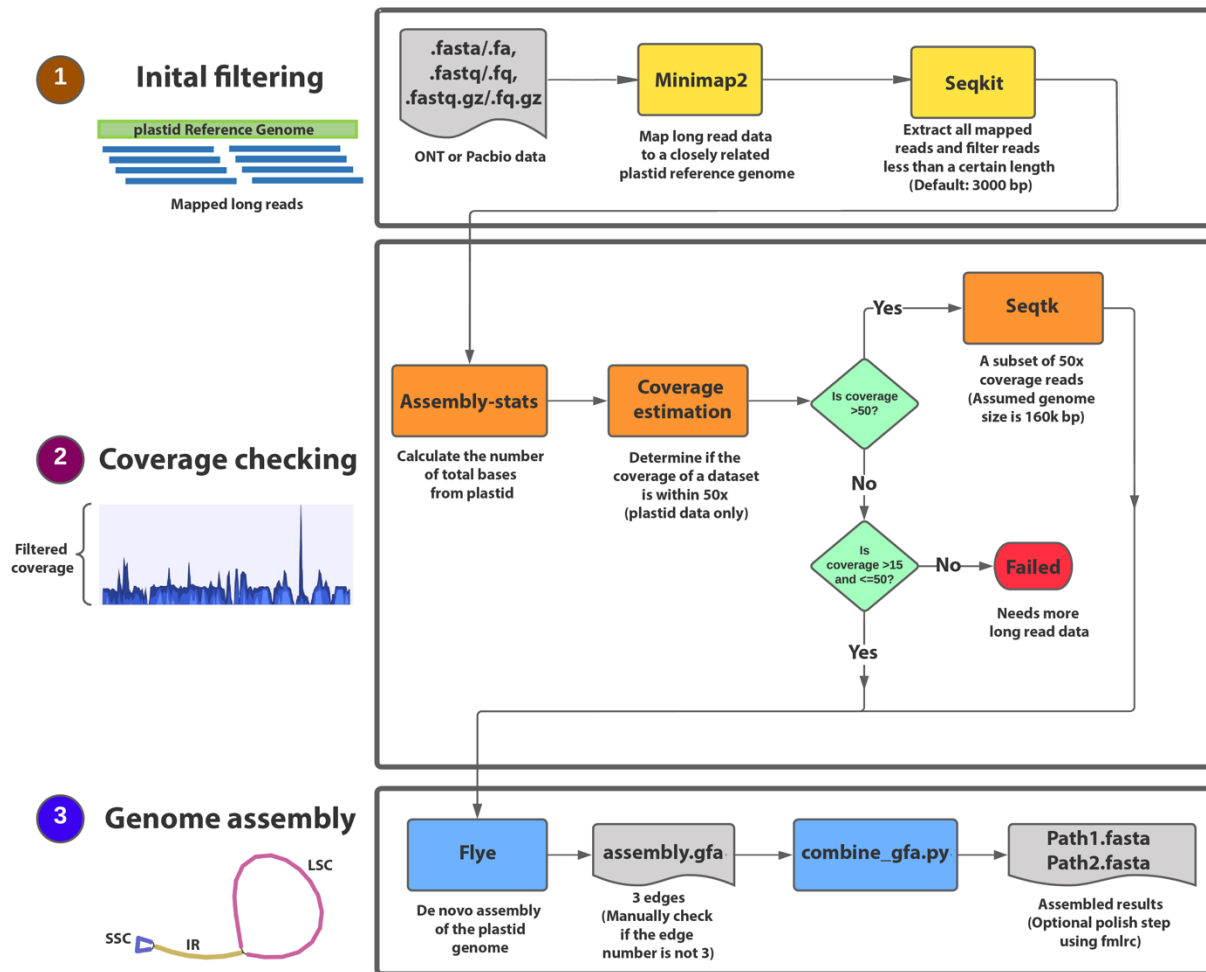 1
Inital filtering
plastid Reference Genome
Mapped long reads
.fasta/.fa,
.fastq/.fq,
.fastq.gz/.fq.gz
ONT or Pacbio data
Minimap2
Map long read data
to a closely related
plastid reference genome
Seqkit
Extract all mapped
reads and filter reads
less than a certain length
(Default: 3000 bp)
2
Coverage checking
Filtered
coverage
Assembly-stats
Calculate the number
of total bases
from plastid
Coverage
estimation
Determine if the
coverage of a dataset
is within 50x
(plastid data only)
Is coverage
>50?
Yes
Seqtk
A subset of 50x
coverage reads
(Assumed genome
size is 160k bp)
No
Is
coverage >15
and <=50?
No
Failed
Needs more
long read data
Yes
3
Genome assembly
LSC
SSC
IR
Flye
De novo assembly
of the plastid
genome
assembly.gfa
3 edges
(Manually check
if the edge
number is not 3)
combine_gfa.py
Path1.fasta
Path2.fasta
Assembled results
(Optional polish step
using fmlrc)